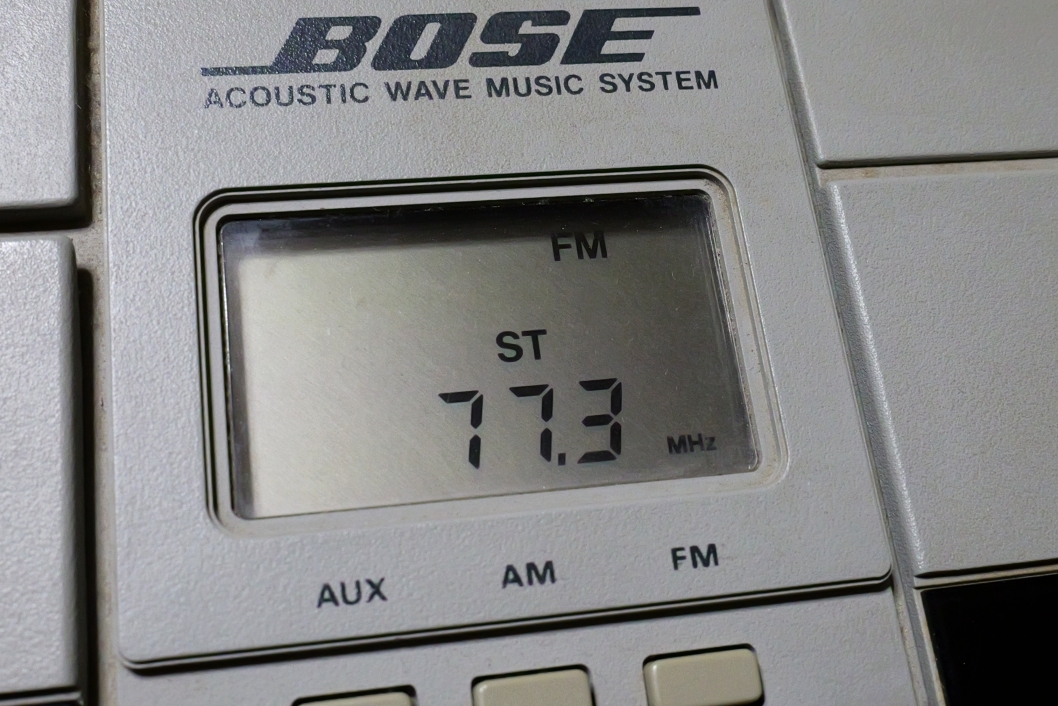 BOSE
ACOUSTIC WAVE MUSIC SYSTEM
FM
ST
77.3 MHz
AUX AM FM